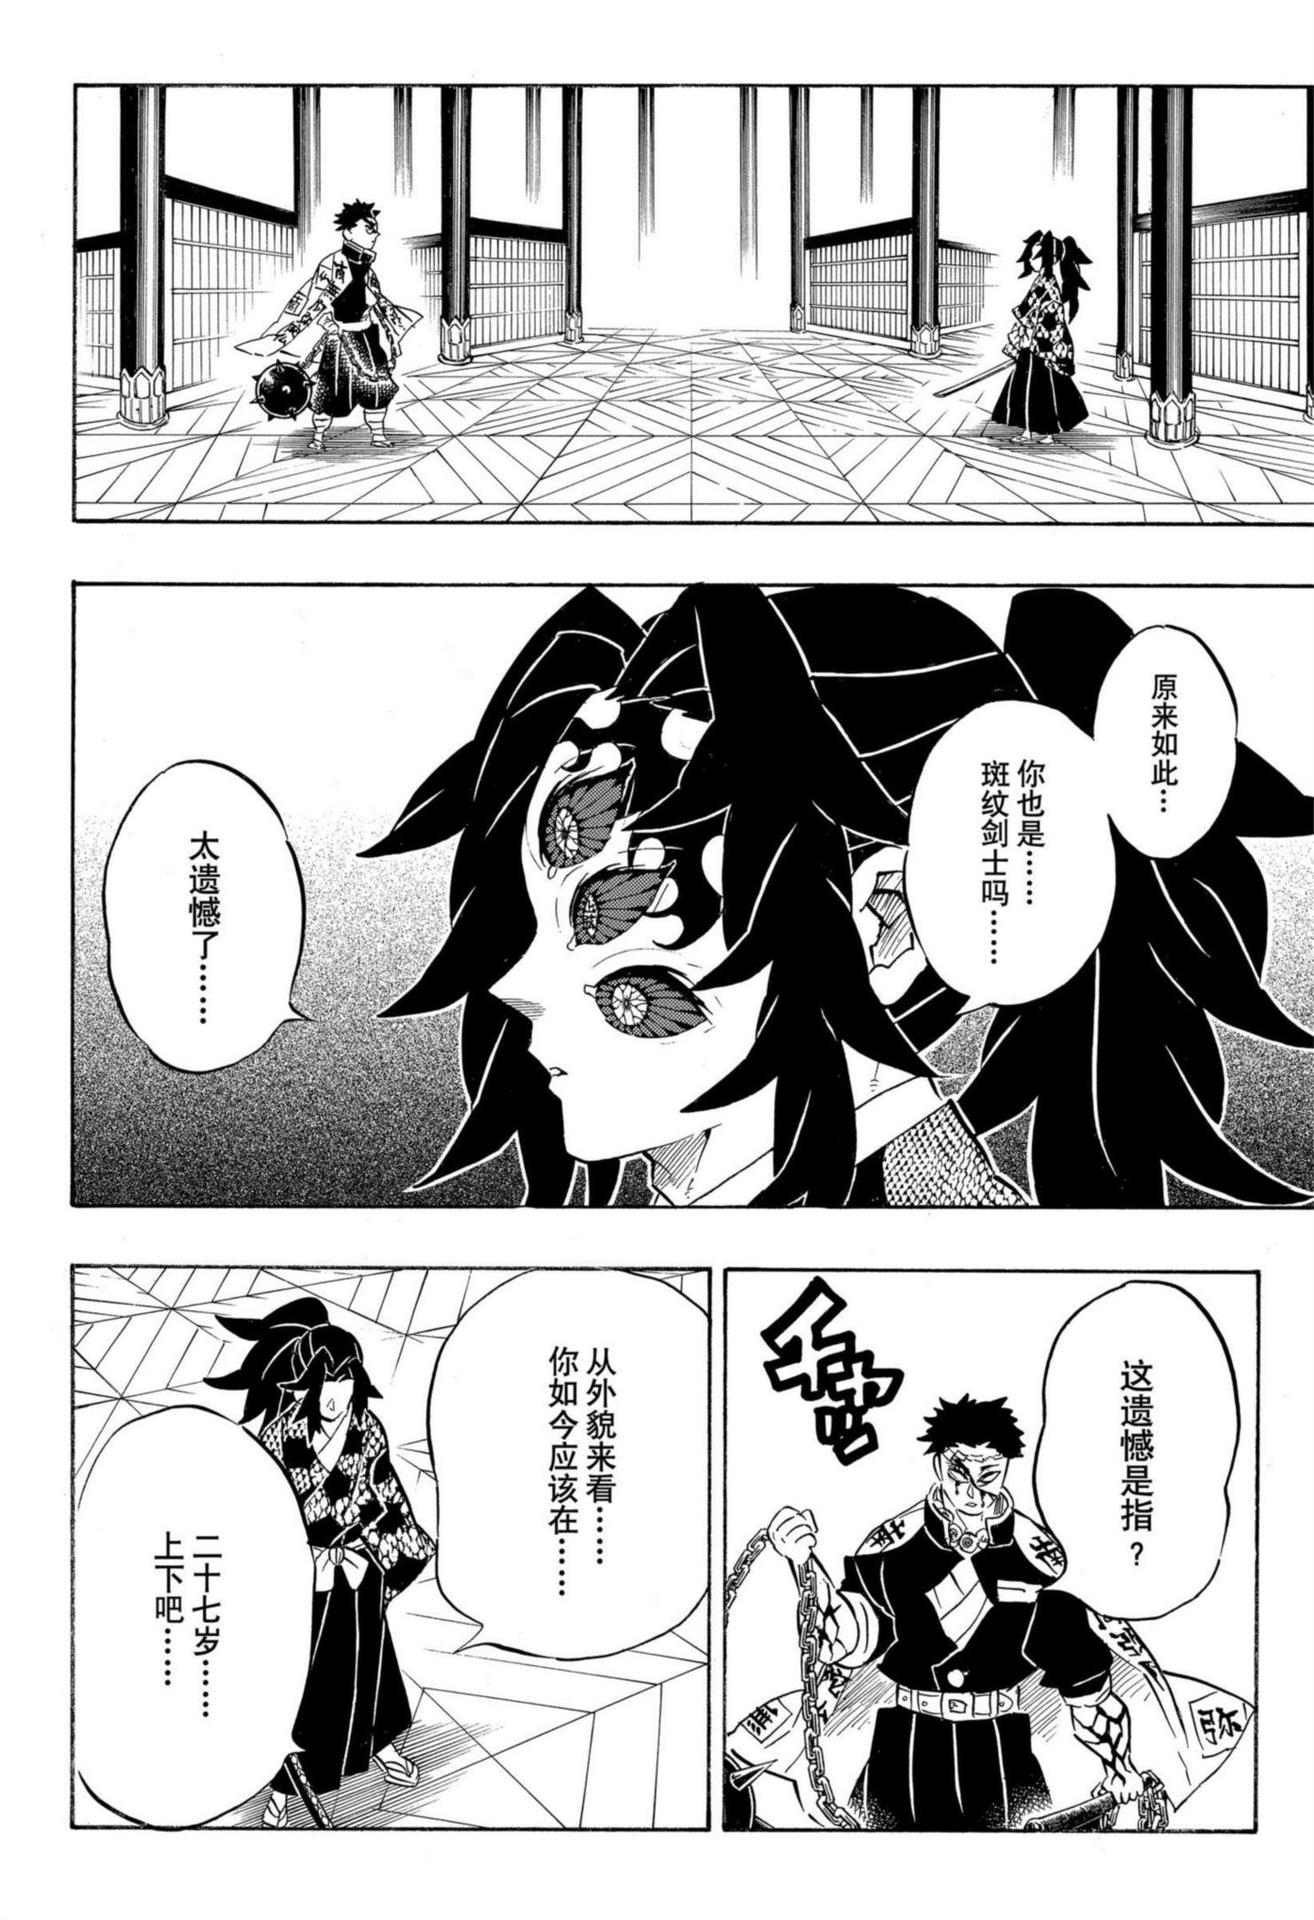 原来如此…
你也是……
斑纹剑士吗……
太遗憾了……
这遗憾是指?
从外貌来看……
你如今应该在……
二十七岁……
上下吧……